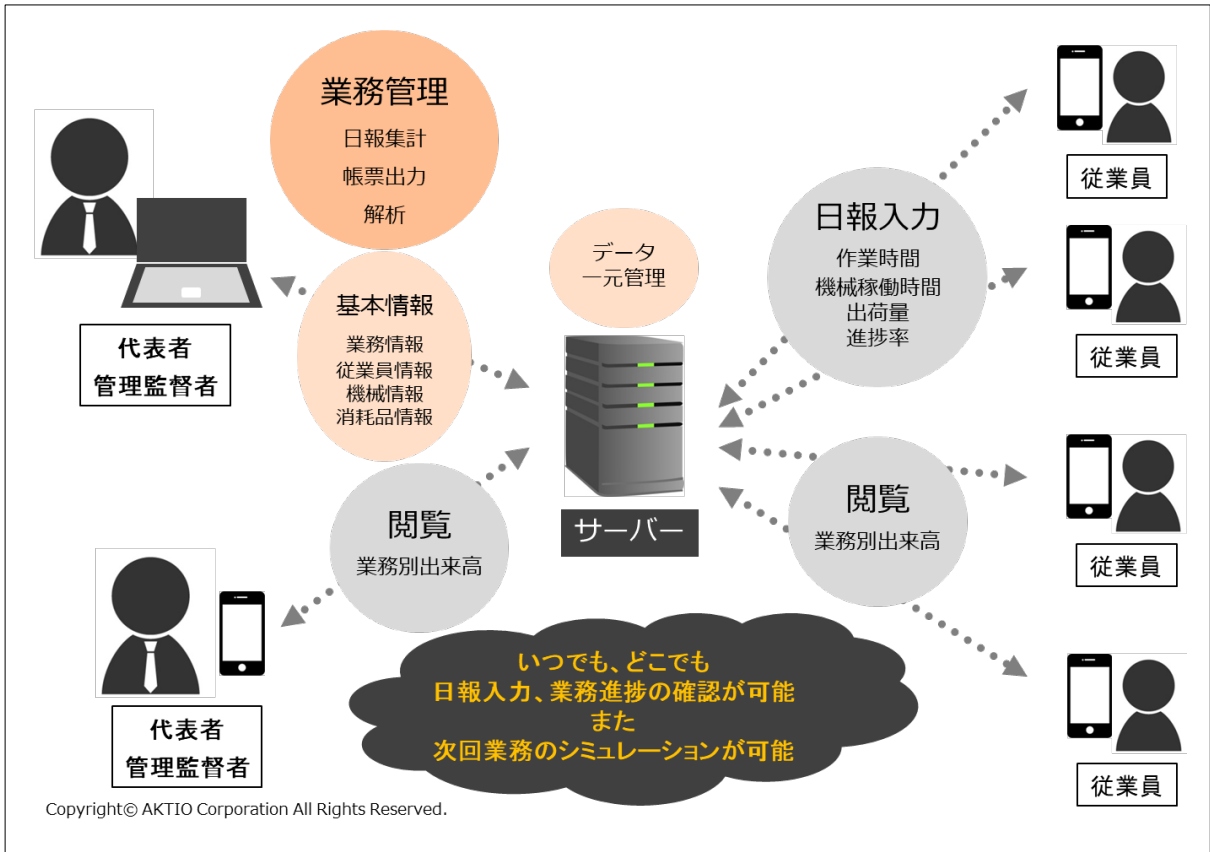 業務管理
日報集計
帳票出力
解析
代表者
管理監督者
基本情報
業務情報
従業員情報
機械情報
消耗品情報
データ
一元管理
サーバー
日報入力
作業時間
機械稼働時間
出荷量
進捗率
従業員
従業員
閲覧
業務別出来高
代表者
管理監督者
閲覧
業務別出来高
従業員
従業員
いつでも、どこでも
日報入力、業務進捗の確認が可能
また
次回業務のシミュレーションが可能
Copyright© AKTIO Corporation All Rights Reserved.